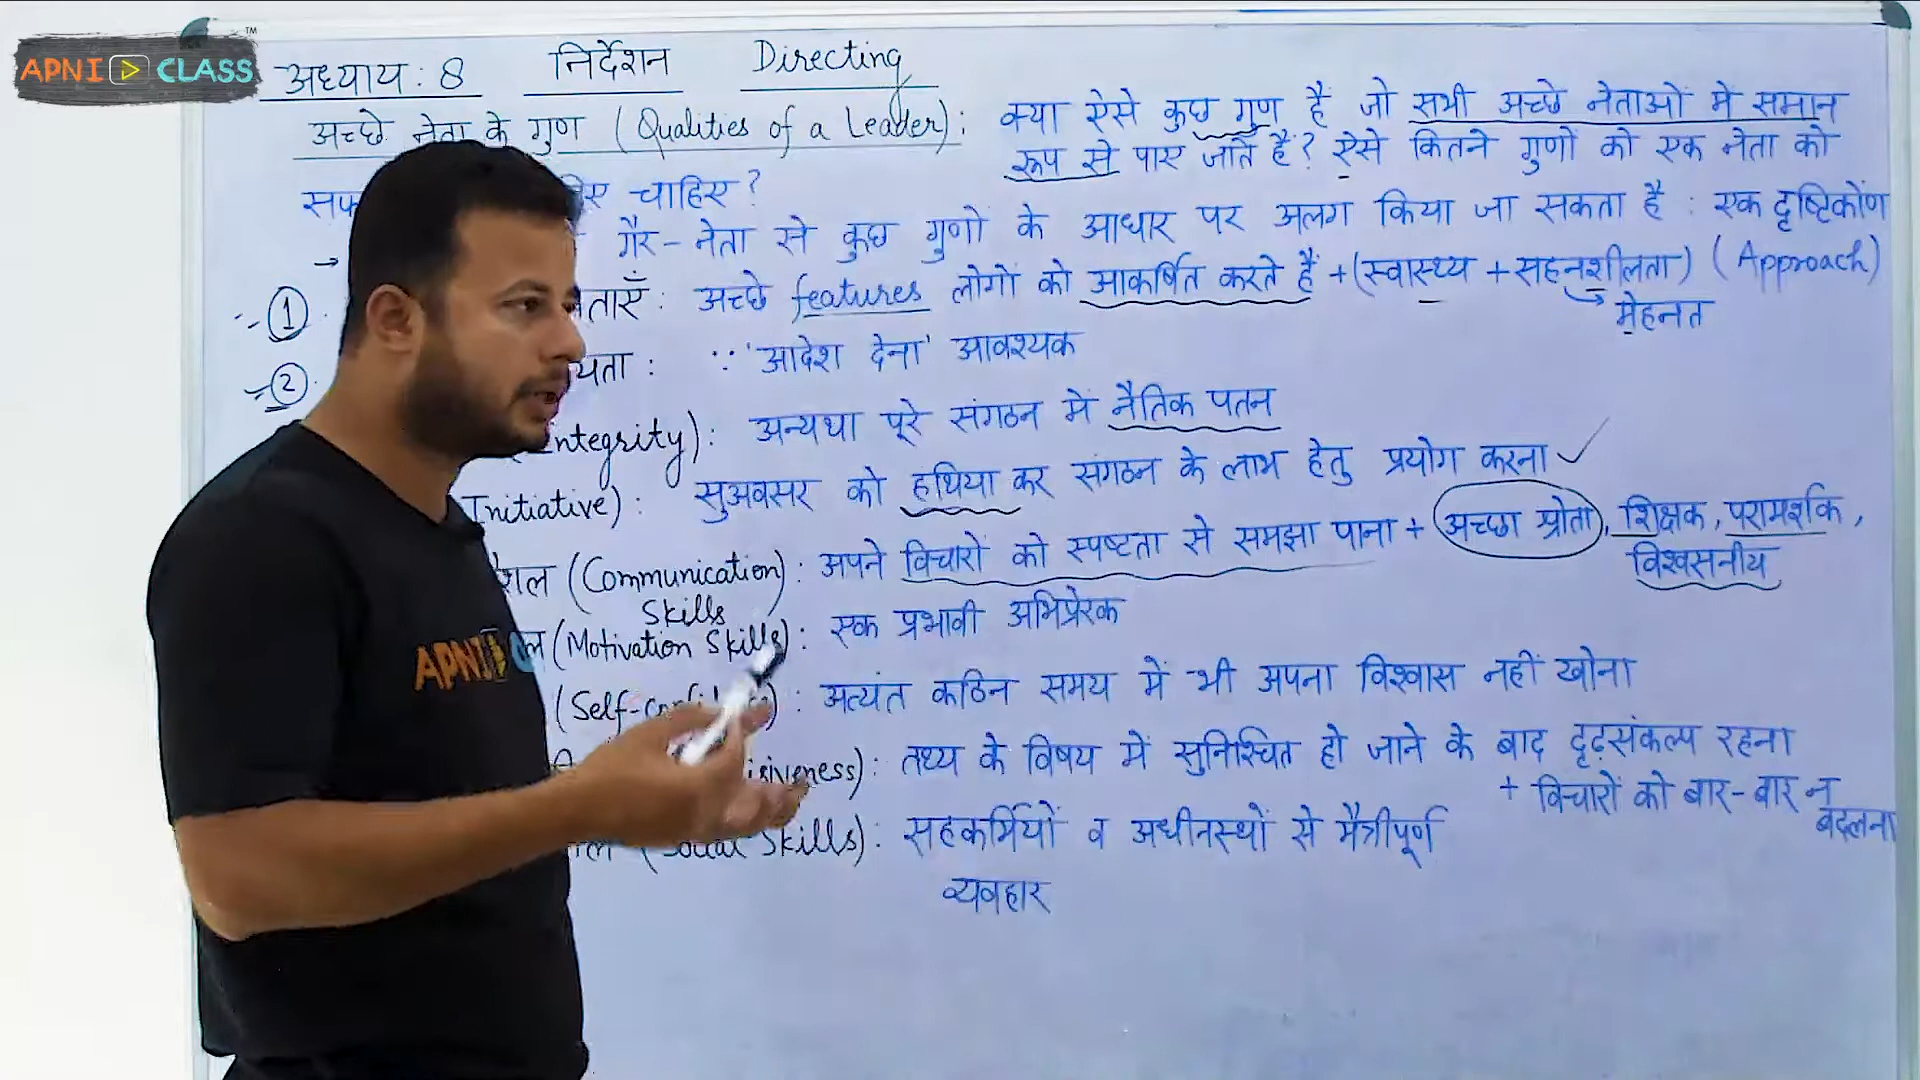 APNI CLASS TM
अध्याय : 8 निर्देशन Directing
अच्छे नेता के गुण (Qualities of a Leader) : क्या ऐसे कुछ गुण हैं जो सभी अच्छे नेताओं मे समान
रूप से पाए जाते हैं? ऐसे कितने गुणों को एक नेता को
चाहिए?
→ गैर-नेता से कुछ गुणों के आधार पर अलग किया जा सकता है : एक दृष्टिकोण
(Approach)
① अच्छे features लोगों को आकर्षित करते हैं + (स्वास्थ्य + सहनशीलता)
→ मेहनत
② ∵ 'आदेश देना' आवश्यक
Integrity) : अन्यथा पूरे संगठन में नैतिक पतन
Initiative) : सुअवसर को हथिया कर संगठन के लाभ हेतु प्रयोग करना ✓
(Communication Skills) : अपने विचारों को स्पष्टता से समझा पाना + अच्छा श्रोता, शिक्षक, परामर्शक,
विश्वसनीय
(Motivation Skills) : एक प्रभावी अभिप्रेरक
(Self- : अत्यंत कठिन समय में भी अपना विश्वास नहीं खोना
: तथ्य के विषय में सुनिश्चित हो जाने के बाद दृढ़संकल्प रहना
+ विचारों को बार-बार न
बदलना
Skills) : सहकर्मियों व अधीनस्थों से मैत्रीपूर्ण
व्यवहार
APNI